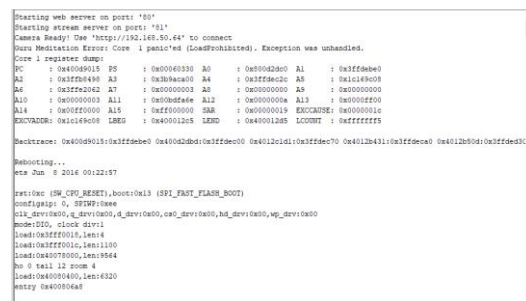 Starting web server on port: '80'
Starting stream server on port: '81'
Camera Ready! Use 'http://192.168.50.64' to connect
Guru Meditation Error: Core  1 panic'ed (LoadProhibited). Exception was unhandled.
Core 1 register dump:
PC      : 0x400d9015  PS      : 0x00060330  A0      : 0x800d2dc0  A1      : 0x3ffdebe0
A2      : 0x3ffb8498  A3      : 0x3b9aca00  A4      : 0x3ffdec2c  A5      : 0x1c169c08
A6      : 0x3ffe2062  A7      : 0x00000003  A8      : 0x00000000  A9      : 0x00000000
A10     : 0x00000003  A11     : 0x00bdfa6e  A12     : 0x0000000a  A13     : 0x0000ff00
A14     : 0x00ff0000  A15     : 0xff000000  SAR     : 0x00000019  EXCCAUSE: 0x0000001c
EXCVADDR: 0x1c169c08  LBEG    : 0x400012c5  LEND    : 0x400012d5  LCOUNT  : 0xfffffff5
Backtrace: 0x400d9015:0x3ffdebe0 0x400d2dbd:0x3ffdec00 0x4012c1d1:0x3ffdec70 0x4012b431:0x3ffdeca0 0x4012b50d:0x3ffded30
Rebooting...
ets Jun  8 2016 00:22:57
rst:0xc (SW_CPU_RESET),boot:0x13 (SPI_FAST_FLASH_BOOT)
configsip: 0, SPIWP:0xee
clk_drv:0x00,q_drv:0x00,d_drv:0x00,cs0_drv:0x00,hd_drv:0x00,wp_drv:0x00
mode:DIO, clock div:1
load:0x3fff0018,len:4
load:0x3fff001c,len:1100
load:0x40078000,len:9564
ho 0 tail 12 room 4
load:0x40080400,len:6320
entry 0x400806a8